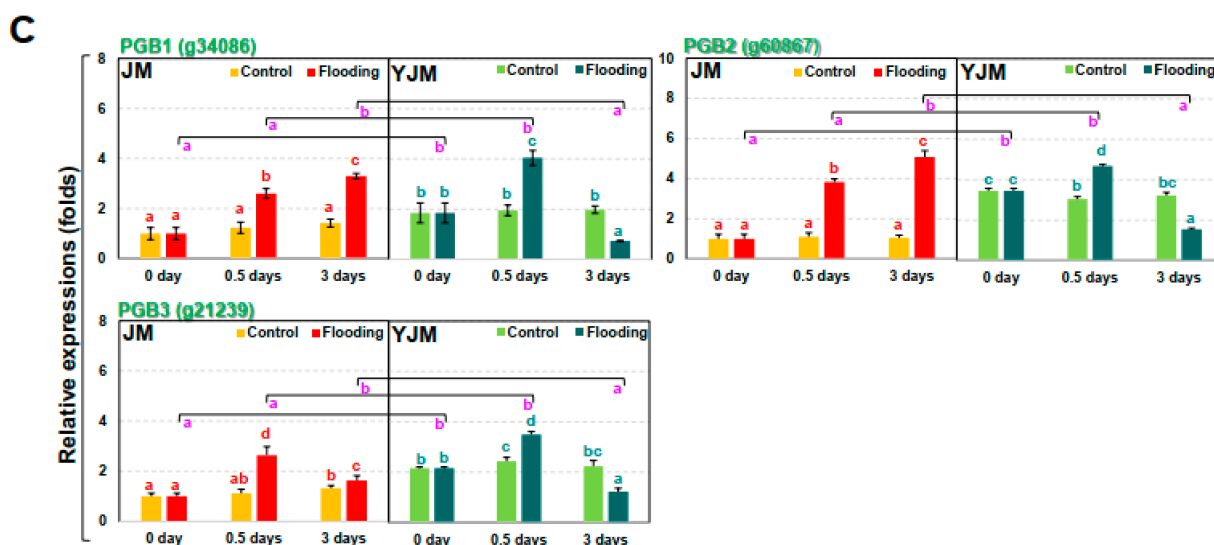 C
PGB1 (g34086)
JM
Control
Flooding
YJM
Control
Flooding
8
6
4
2
0
a
b
a
b
a
b
a
a
a
b
a
c
b
b
b
c
b
a
0 day
0.5 days
3 days
0 day
0.5 days
3 days
PGB2 (g60867)
JM
Control
Flooding
YJM
Control
Flooding
10
8
6
4
2
0
b
a
a
b
a
b
a
a
a
b
a
c
c
c
b
d
bc
a
0 day
0.5 days
3 days
0 day
0.5 days
3 days
PGB3 (g21239)
JM
Control
Flooding
YJM
Control
Flooding
8
6
4
2
0
b
a
a
b
a
b
a
a
ab
d
b
c
b
b
c
d
bc
a
0 day
0.5 days
3 days
0 day
0.5 days
3 days
Relative expressions (folds)